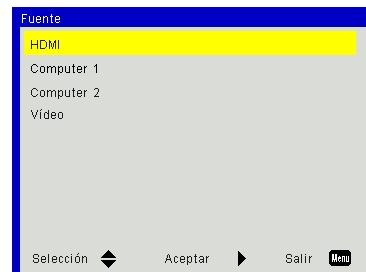 Fuente
HDMI
Computer 1
Computer 2
Vídeo
Selección Aceptar Salir Menu